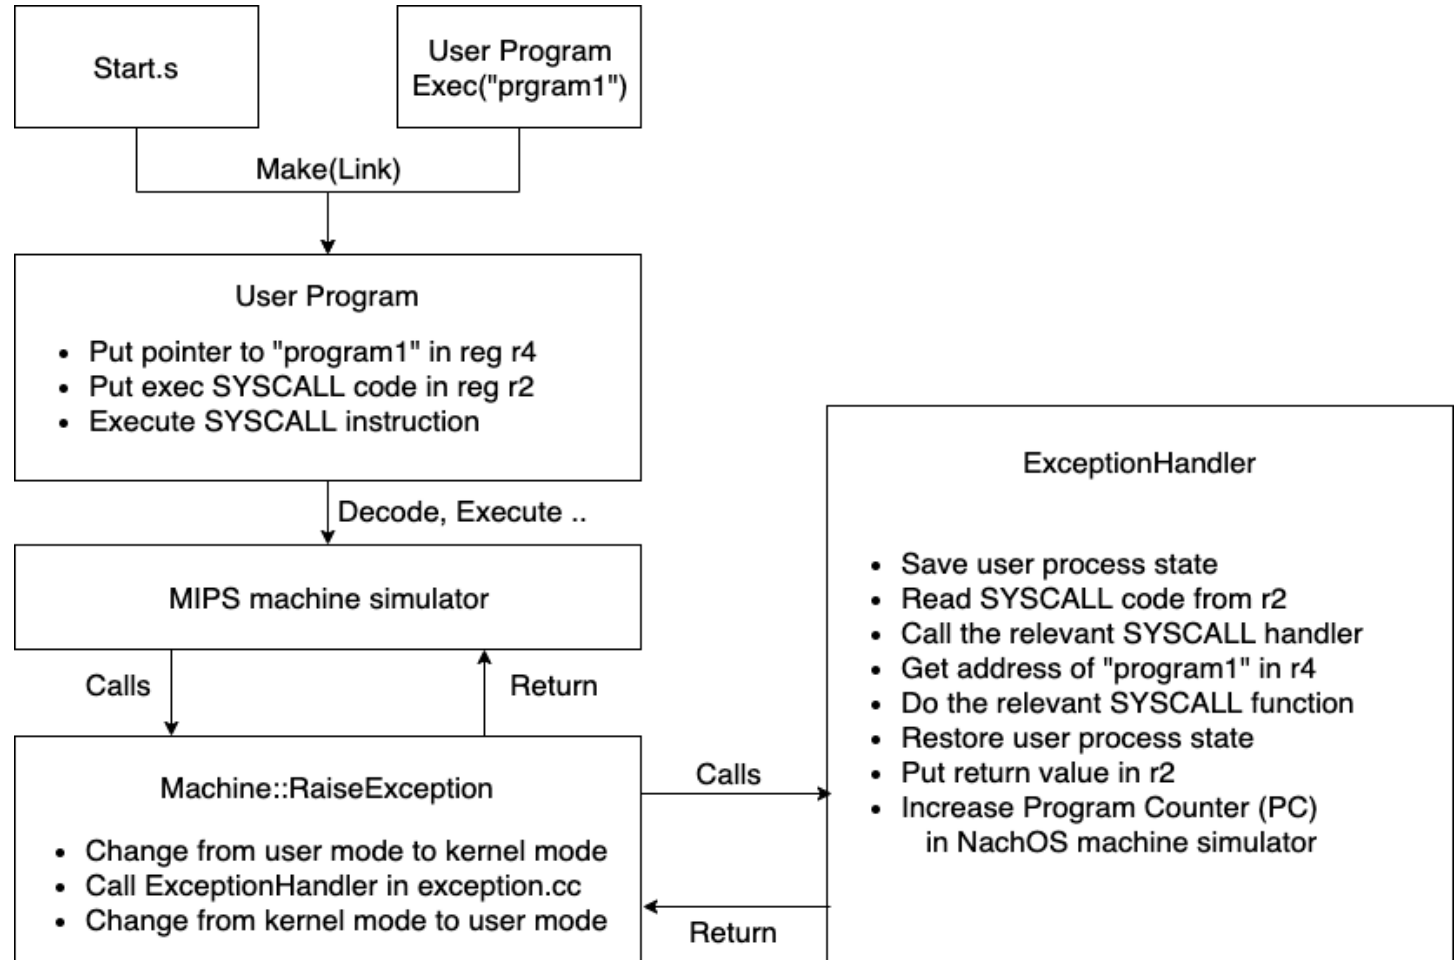 Start.s
User Program
Exec("prgram1")
Make(Link)
User Program
• Put pointer to "program1" in reg r4
• Put exec SYSCALL code in reg r2
• Execute SYSCALL instruction
Decode, Execute ..
MIPS machine simulator
Calls
Return
Machine::RaiseException
• Change from user mode to kernel mode
• Call ExceptionHandler in exception.cc
• Change from kernel mode to user mode
Calls
Return
ExceptionHandler
• Save user process state
• Read SYSCALL code from r2
• Call the relevant SYSCALL handler
• Get address of "program1" in r4
• Do the relevant SYSCALL function
• Restore user process state
• Put return value in r2
• Increase Program Counter (PC)
in NachOS machine simulator